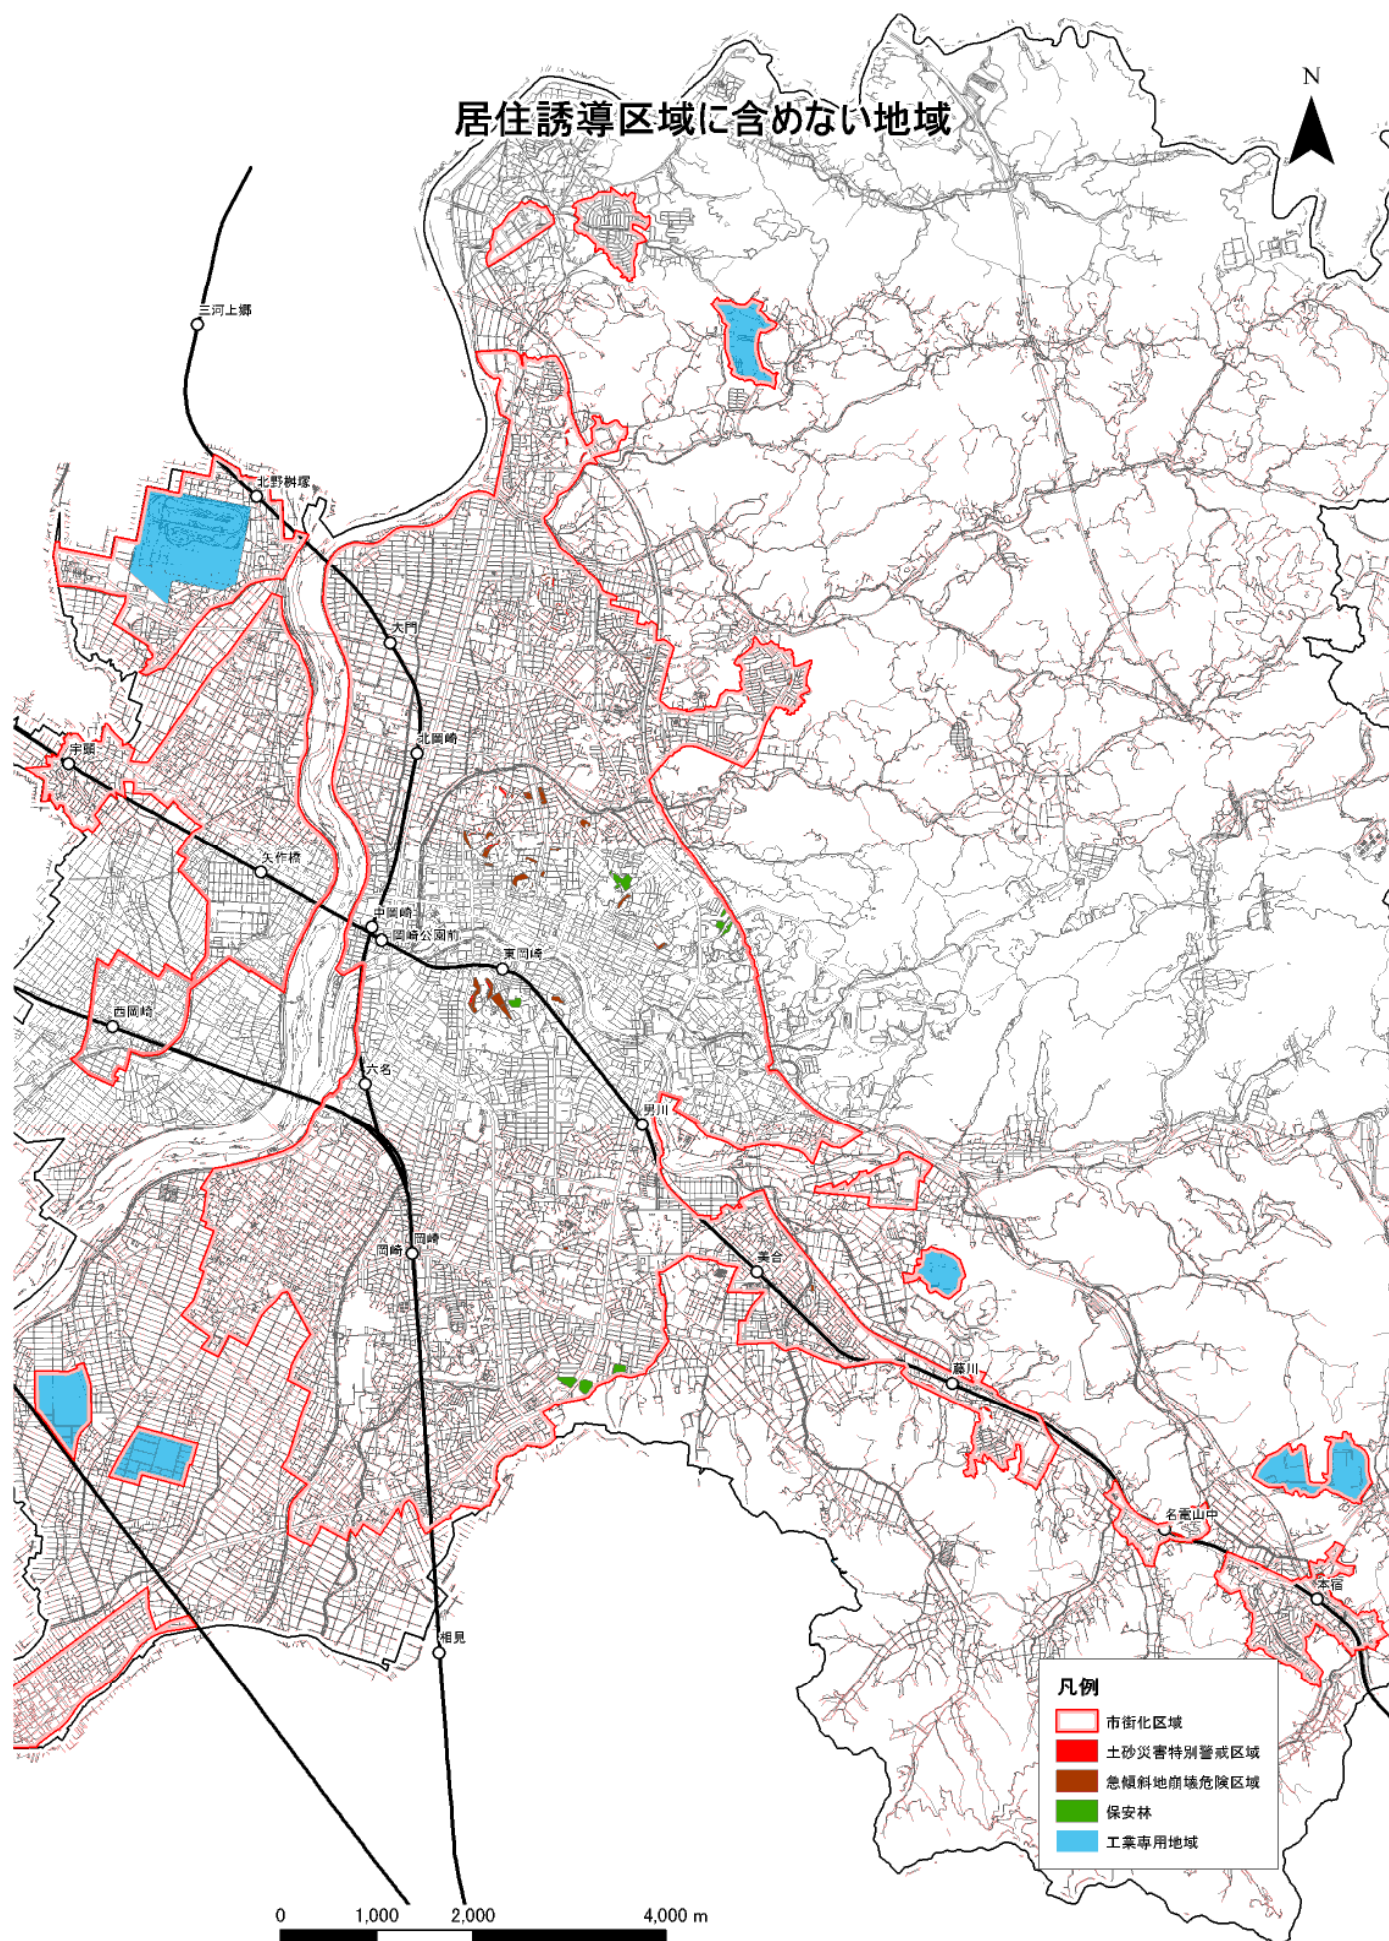 居住誘導区域に含めない地域
N
三河上郷
北野桝塚
大門
北岡崎
宇頭
矢作橋
中岡崎
岡崎公園前
東岡崎
西岡崎
六名
男川
岡崎
岡崎
美合
藤川
名電山中
本宿
相見
凡例
市街化区域
土砂災害特別警戒区域
急傾斜地崩壊危険区域
保安林
工業専用地域
0 1,000 2,000 4,000 m